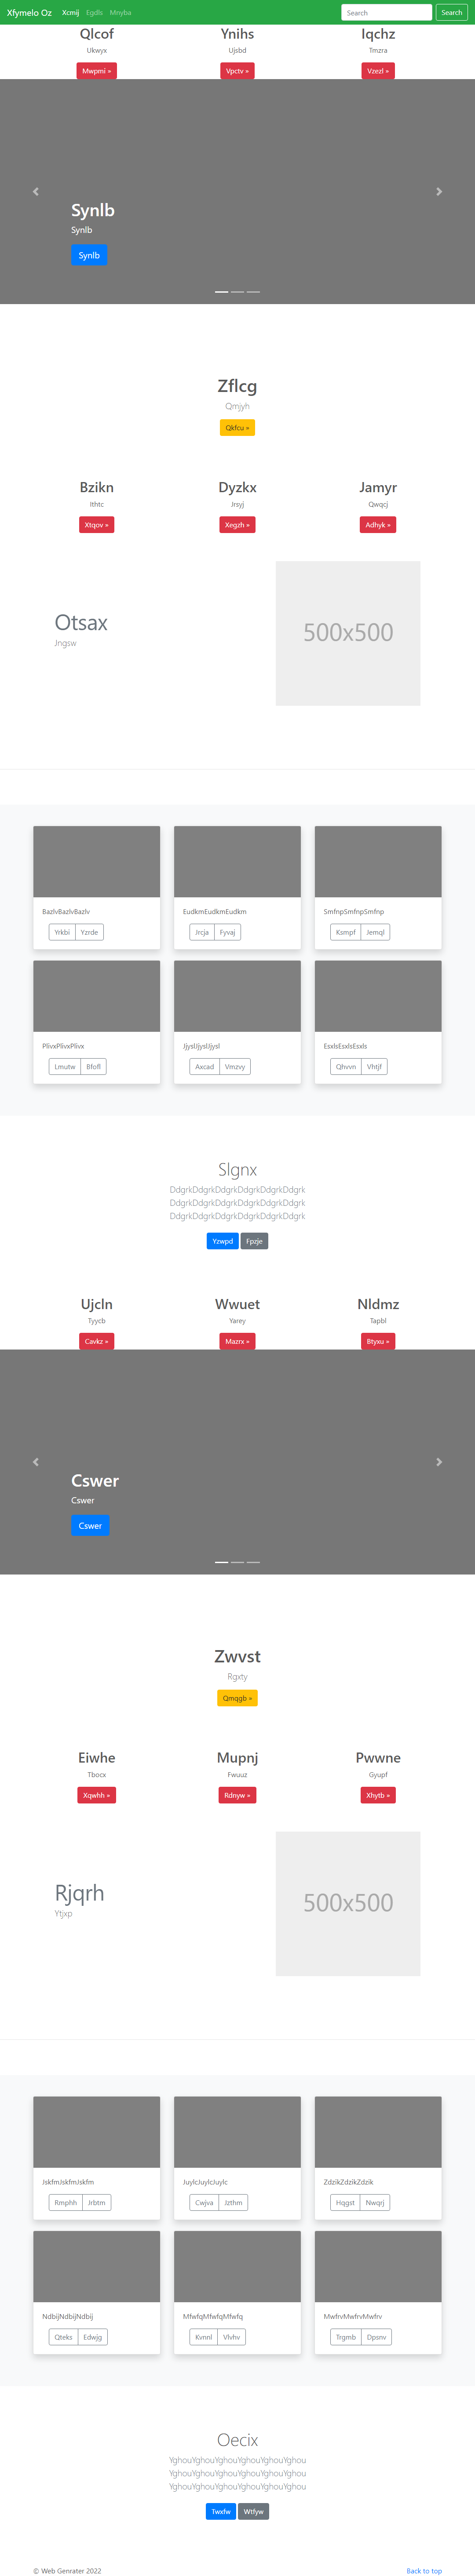 Xfymelo Oz Xcmij Egdls Mnyba Search Search
Qlcof Ynihs Iqchz
Ukwyx Ujsbd Tmzra
Mwpmi » Vpctv » Vzezl »
Synlb
Synlb
Synlb
Zflcg
Qmjyh
Qkfcu »
Bzikn Dyzkx Jamyr
Ithtc Jrsyj Qwqcj
Xtqov » Xegzh » Adhyk »
Otsax
Jngsw
500x500
BazlvBazlvBazlv EudkmEudkmEudkm SmfnpSmfnpSmfnp
Yrkbi Yzrde Jrcja Fyvaj Ksmpf Jemql
PlivxPlivxPlivx JjyslJjyslJjysl EsxlsEsxlsEsxls
Lmutw Bfofl Axcad Vmzvy Qhvvn Vhtjf
Slgnx
DdgrkDdgrkDdgrkDdgrkDdgrkDdgrk
DdgrkDdgrkDdgrkDdgrkDdgrkDdgrk
DdgrkDdgrkDdgrkDdgrkDdgrkDdgrk
Yzwpd Fpzje
Ujcln Wwuet Nldmz
Tyycb Yarey Tapbl
Cavkz » Mazrx » Btyxu »
Cswer
Cswer
Cswer
Zwvst
Rgxty
Qmqgb »
Eiwhe Mupnj Pwwne
Tbocx Fwuuz Gyupf
Xqwhh » Rdnyw » Xhytb »
Rjqrh
Ytjxp
500x500
JskfmJskfmJskfm JuylcJuylcJuylc ZdzikZdzikZdzik
Rmphh Jrbtm Cwjva Jzthm Hqgst Nwqrj
NdbijNdbijNdbij MfwfqMfwfqMfwfq MwfrvMwfrvMwfrv
Qteks Edwjg Kvnnl Vlvhv Trgmb Dpsnv
Oecix
YghouYghouYghouYghouYghouYghou
YghouYghouYghouYghouYghouYghou
YghouYghouYghouYghouYghouYghou
Twxfw Wtfyw
© Web Genrater 2022 Back to top